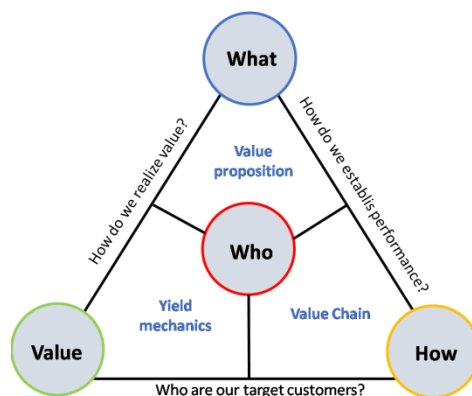 What
How do we realize value?
How do we establis performance?
Value
proposition
Who
Yield
mechanics
Value Chain
Value
How
Who are our target customers?